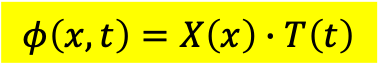 ϕ(x, t) = X(x) · T(t)